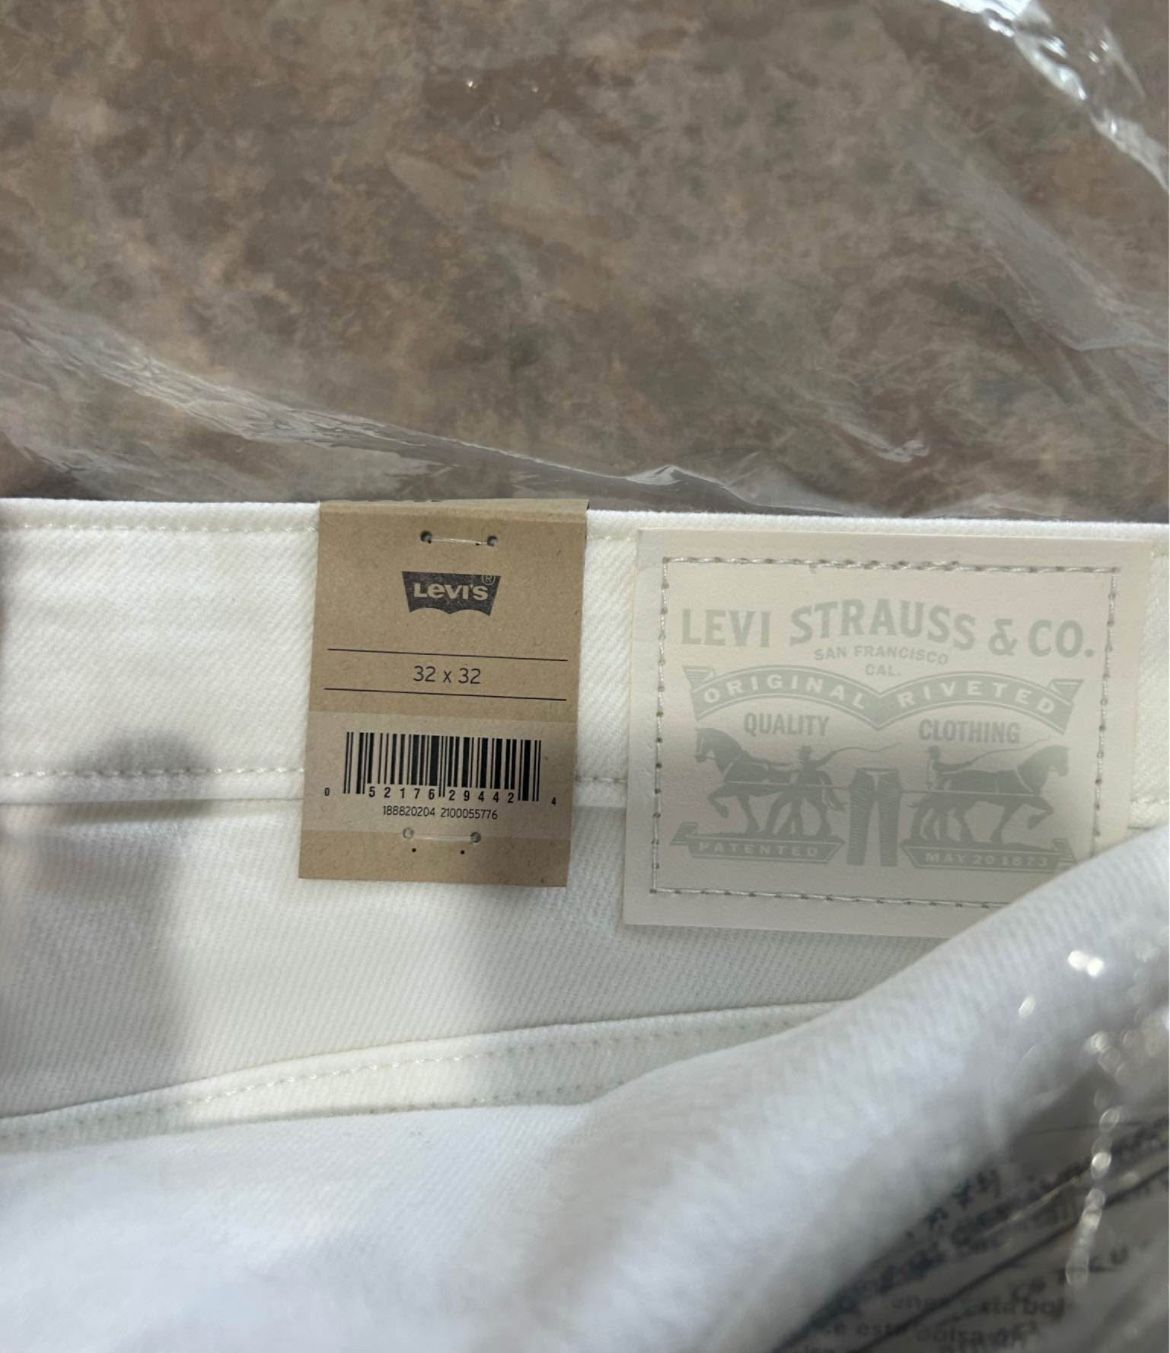 LEVI'S®
32 x 32
0 52176 29442 4
188820204 2100055776
LEVI STRAUSS & CO.
SAN FRANCISCO
CAL.
ORIGINAL RIVETED
QUALITY CLOTHING
PATENTED MAY 20 1873